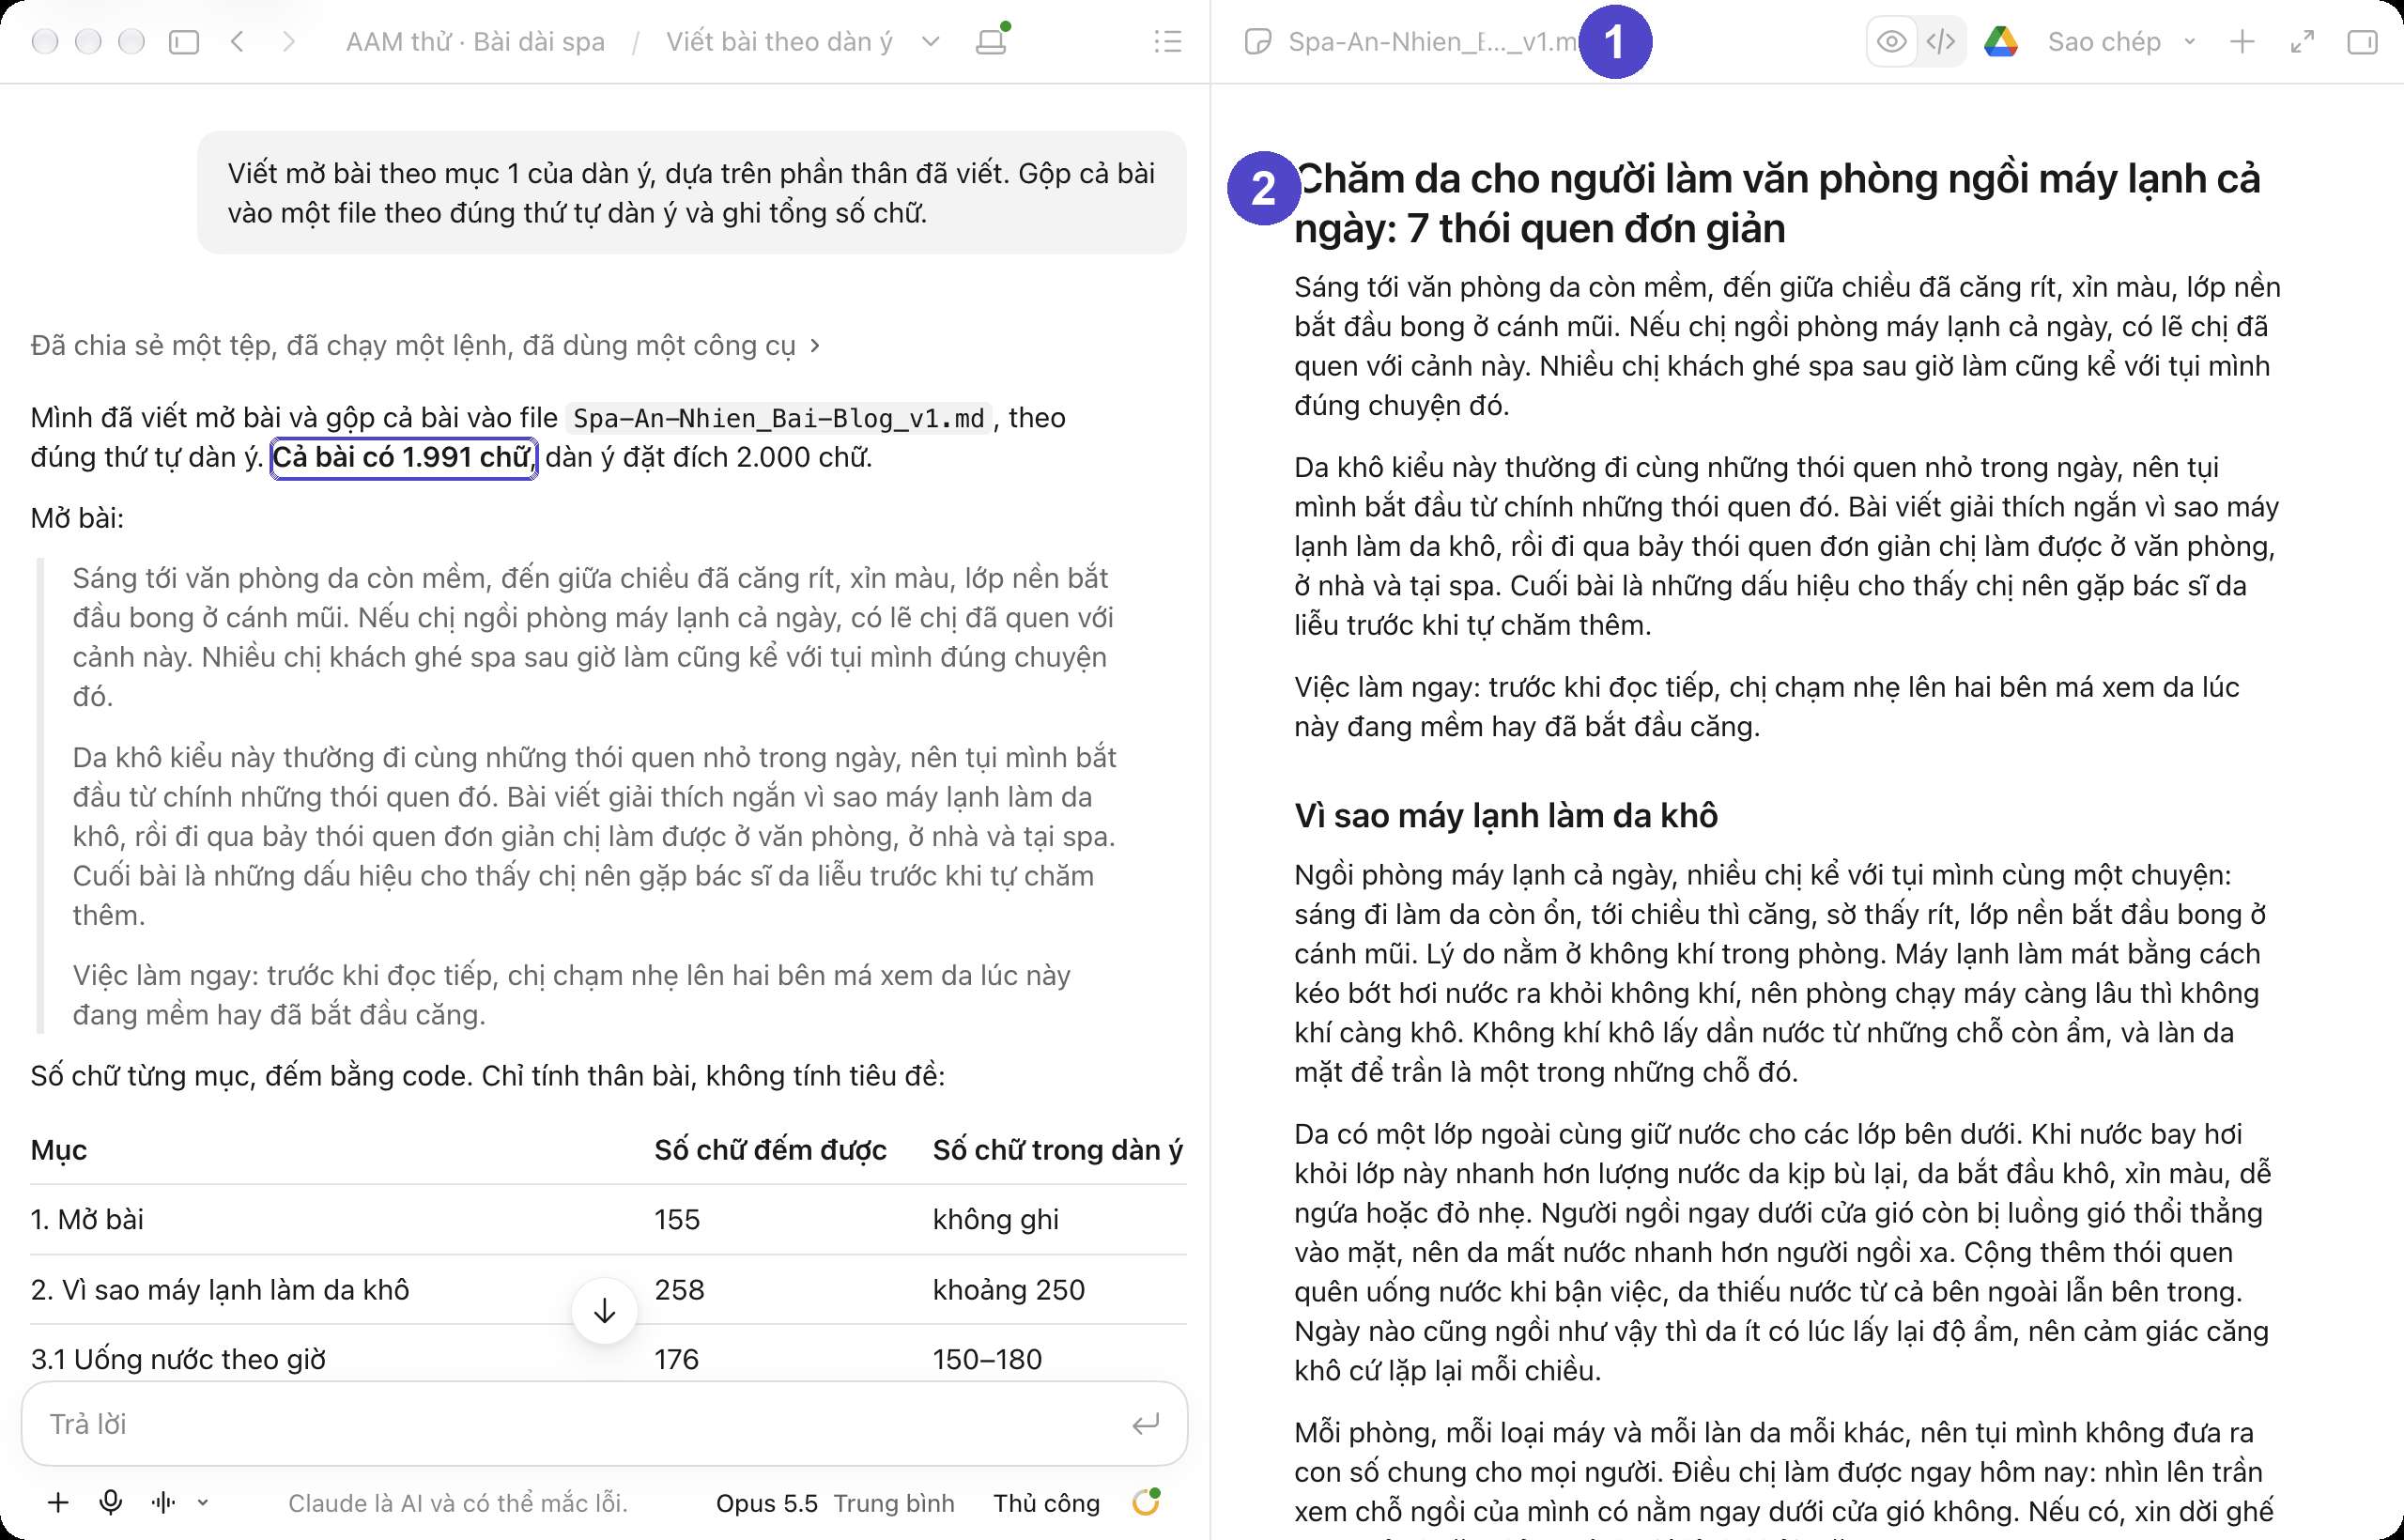 AAM thử · Bài dài spa / Viết bài theo dàn ý
Viết mở bài theo mục 1 của dàn ý, dựa trên phần thân đã viết. Gộp cả bài
vào một file theo đúng thứ tự dàn ý và ghi tổng số chữ.
Đã chia sẻ một tệp, đã chạy một lệnh, đã dùng một công cụ
Mình đã viết mở bài và gộp cả bài vào file Spa-An-Nhien_Bai-Blog_v1.md, theo
đúng thứ tự dàn ý. Cả bài có 1.991 chữ, dàn ý đặt đích 2.000 chữ.
Mở bài:
Sáng tới văn phòng da còn mềm, đến giữa chiều đã căng rít, xỉn màu, lớp nền bắt
đầu bong ở cánh mũi. Nếu chị ngồi phòng máy lạnh cả ngày, có lẽ chị đã quen với
cảnh này. Nhiều chị khách ghé spa sau giờ làm cũng kể với tụi mình đúng chuyện
đó.
Da khô kiểu này thường đi cùng những thói quen nhỏ trong ngày, nên tụi mình bắt
đầu từ chính những thói quen đó. Bài viết giải thích ngắn vì sao máy lạnh làm da
khô, rồi đi qua bảy thói quen đơn giản chị làm được ở văn phòng, ở nhà và tại spa.
Cuối bài là những dấu hiệu cho thấy chị nên gặp bác sĩ da liễu trước khi tự chăm
thêm.
Việc làm ngay: trước khi đọc tiếp, chị chạm nhẹ lên hai bên má xem da lúc này
đang mềm hay đã bắt đầu căng.
Số chữ từng mục, đếm bằng code. Chỉ tính thân bài, không tính tiêu đề:
Mục Số chữ đếm được Số chữ trong dàn ý
1. Mở bài 155 không ghi
2. Vì sao máy lạnh làm da khô 258 khoảng 250
3.1 Uống nước theo giờ 176 150–180
Trả lời
Claude là AI và có thể mắc lỗi. Opus 5.5 Trung bình Thủ công
Spa-An-Nhien_E..._v1.m 1 Sao chép
2
Chăm da cho người làm văn phòng ngồi máy lạnh cả
ngày: 7 thói quen đơn giản
Sáng tới văn phòng da còn mềm, đến giữa chiều đã căng rít, xỉn màu, lớp nền
bắt đầu bong ở cánh mũi. Nếu chị ngồi phòng máy lạnh cả ngày, có lẽ chị đã
quen với cảnh này. Nhiều chị khách ghé spa sau giờ làm cũng kể với tụi mình
đúng chuyện đó.
Da khô kiểu này thường đi cùng những thói quen nhỏ trong ngày, nên tụi
mình bắt đầu từ chính những thói quen đó. Bài viết giải thích ngắn vì sao máy
lạnh làm da khô, rồi đi qua bảy thói quen đơn giản chị làm được ở văn phòng,
ở nhà và tại spa. Cuối bài là những dấu hiệu cho thấy chị nên gặp bác sĩ da
liễu trước khi tự chăm thêm.
Việc làm ngay: trước khi đọc tiếp, chị chạm nhẹ lên hai bên má xem da lúc
này đang mềm hay đã bắt đầu căng.
Vì sao máy lạnh làm da khô
Ngồi phòng máy lạnh cả ngày, nhiều chị kể với tụi mình cùng một chuyện:
sáng đi làm da còn ổn, tới chiều thì căng, sờ thấy rít, lớp nền bắt đầu bong ở
cánh mũi. Lý do nằm ở không khí trong phòng. Máy lạnh làm mát bằng cách
kéo bớt hơi nước ra khỏi không khí, nên phòng chạy máy càng lâu thì không
khí càng khô. Không khí khô lấy dần nước từ những chỗ còn ẩm, và làn da
mặt để trần là một trong những chỗ đó.
Da có một lớp ngoài cùng giữ nước cho các lớp bên dưới. Khi nước bay hơi
khỏi lớp này nhanh hơn lượng nước da kịp bù lại, da bắt đầu khô, xỉn màu, dễ
ngứa hoặc đỏ nhẹ. Người ngồi ngay dưới cửa gió còn bị luồng gió thổi thẳng
vào mặt, nên da mất nước nhanh hơn người ngồi xa. Cộng thêm thói quen
quên uống nước khi bận việc, da thiếu nước từ cả bên ngoài lẫn bên trong.
Ngày nào cũng ngồi như vậy thì da ít có lúc lấy lại độ ẩm, nên cảm giác căng
khô cứ lặp lại mỗi chiều.
Mỗi phòng, mỗi loại máy và mỗi làn da mỗi khác, nên tụi mình không đưa ra
con số chung cho mọi người. Điều chị làm được ngay hôm nay: nhìn lên trần
xem chỗ ngồi của mình có nằm ngay dưới cửa gió không. Nếu có, xin dời ghế